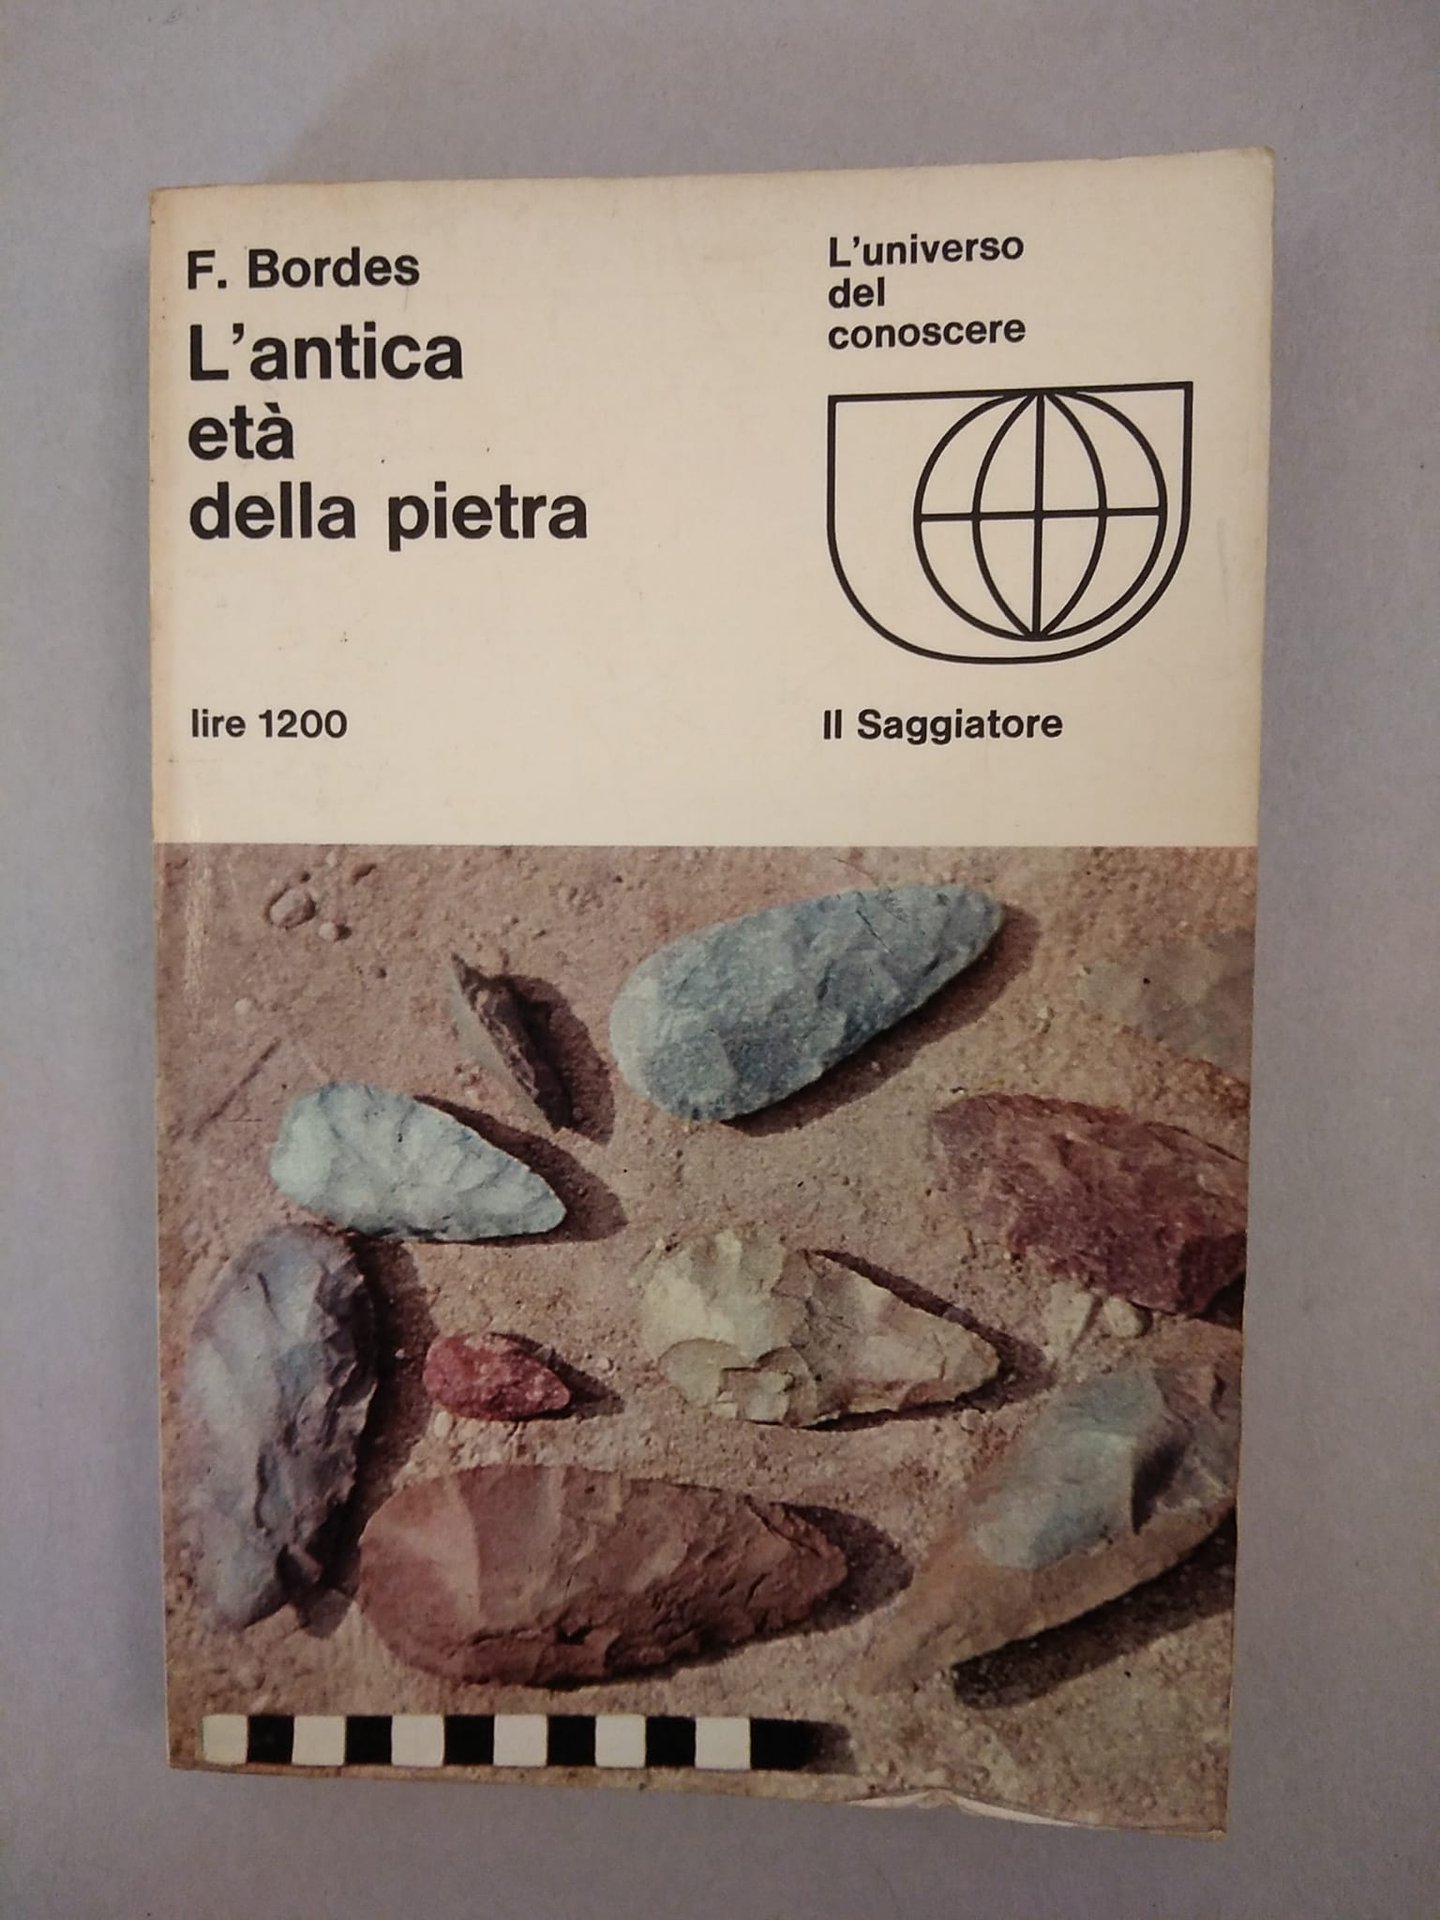 F. Bordes
L'antica
età
della pietra
lire 1200
L'universo
del
conoscere
Il Saggiatore